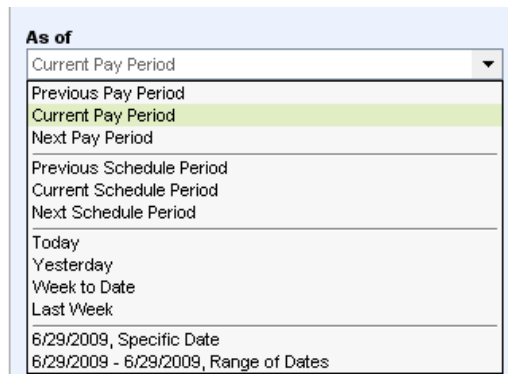 As of
Current Pay Period
Previous Pay Period
Current Pay Period
Next Pay Period
Previous Schedule Period
Current Schedule Period
Next Schedule Period
Today
Yesterday
Week to Date
Last Week
6/29/2009, Specific Date
6/29/2009 - 6/29/2009, Range of Dates